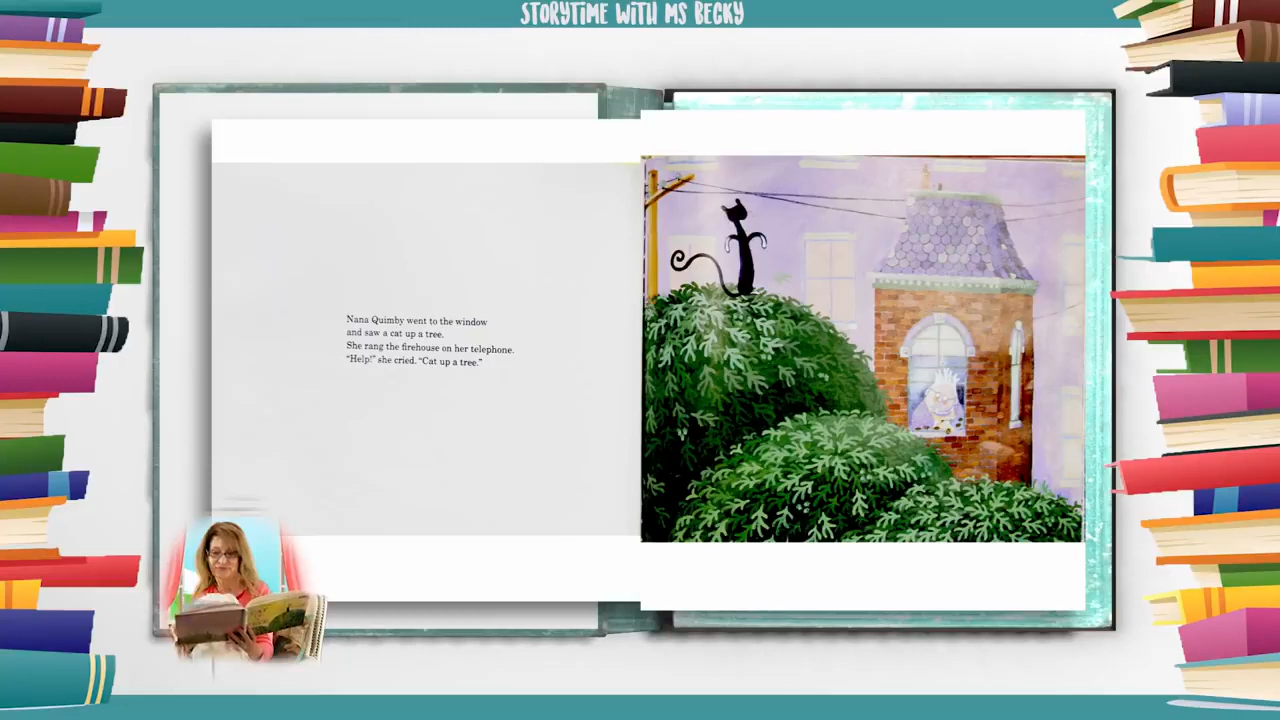 STORYTIME WITH MS BECKY
Nana Quimby went to the window
and saw a cat up a tree.
She rang the firehouse on her telephone.
“Help!” she cried. “Cat up a tree.”